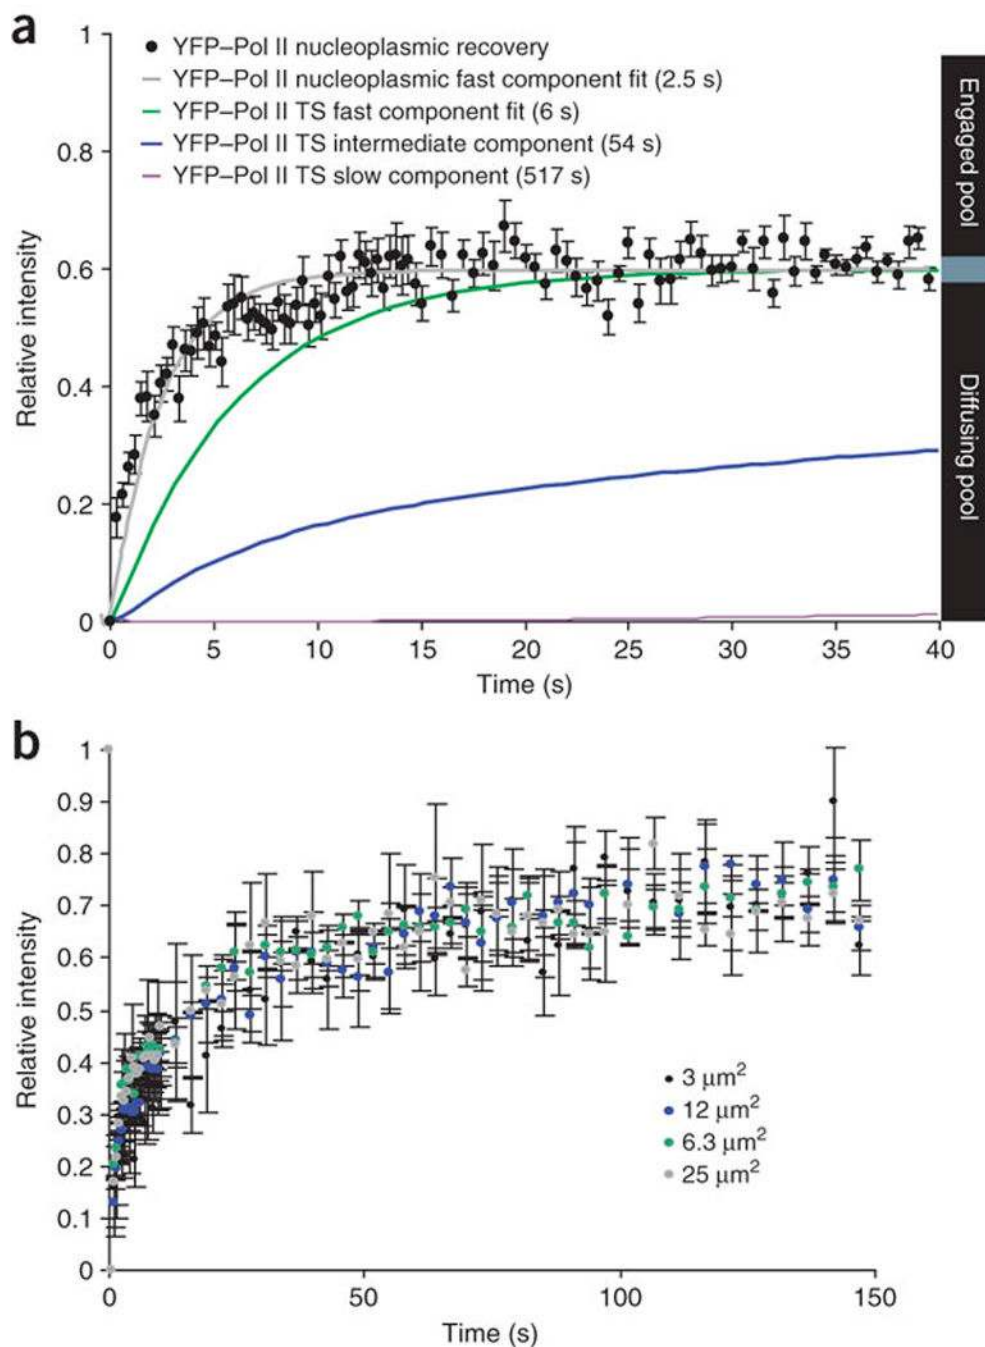 a
1
0.8
0.6
0.4
0.2
0
Relative intensity
YFP–Pol II nucleoplasmic recovery
YFP–Pol II nucleoplasmic fast component fit (2.5 s)
YFP–Pol II TS fast component fit (6 s)
YFP–Pol II TS intermediate component (54 s)
YFP–Pol II TS slow component (517 s)
Engaged pool
Diffusing pool
0 5 10 15 20 25 30 35 40
Time (s)
b
1
0.9
0.8
0.7
0.6
0.5
0.4
0.3
0.2
0.1
0
Relative intensity
3 μm²
12 μm²
6.3 μm²
25 μm²
0 50 100 150
Time (s)